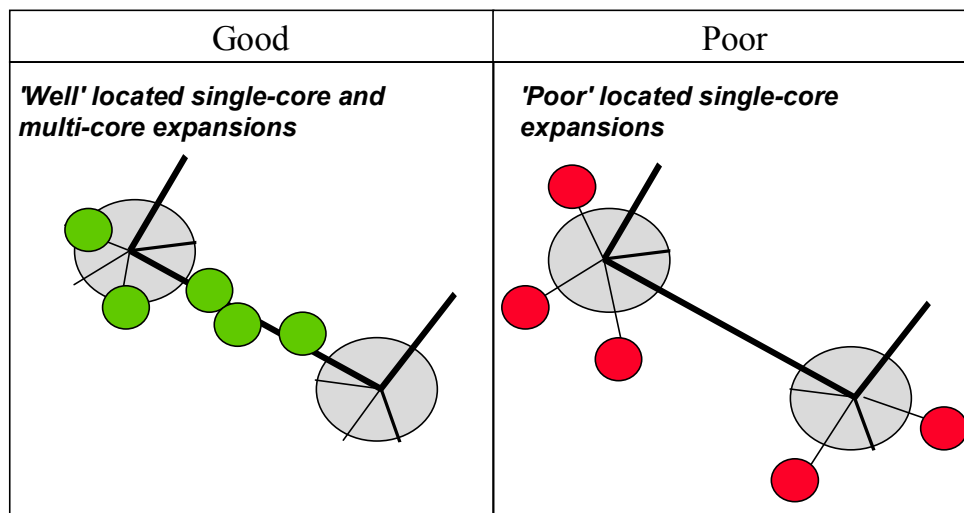 Good
Poor
'Well' located single-core and
multi-core expansions
'Poor' located single-core
expansions